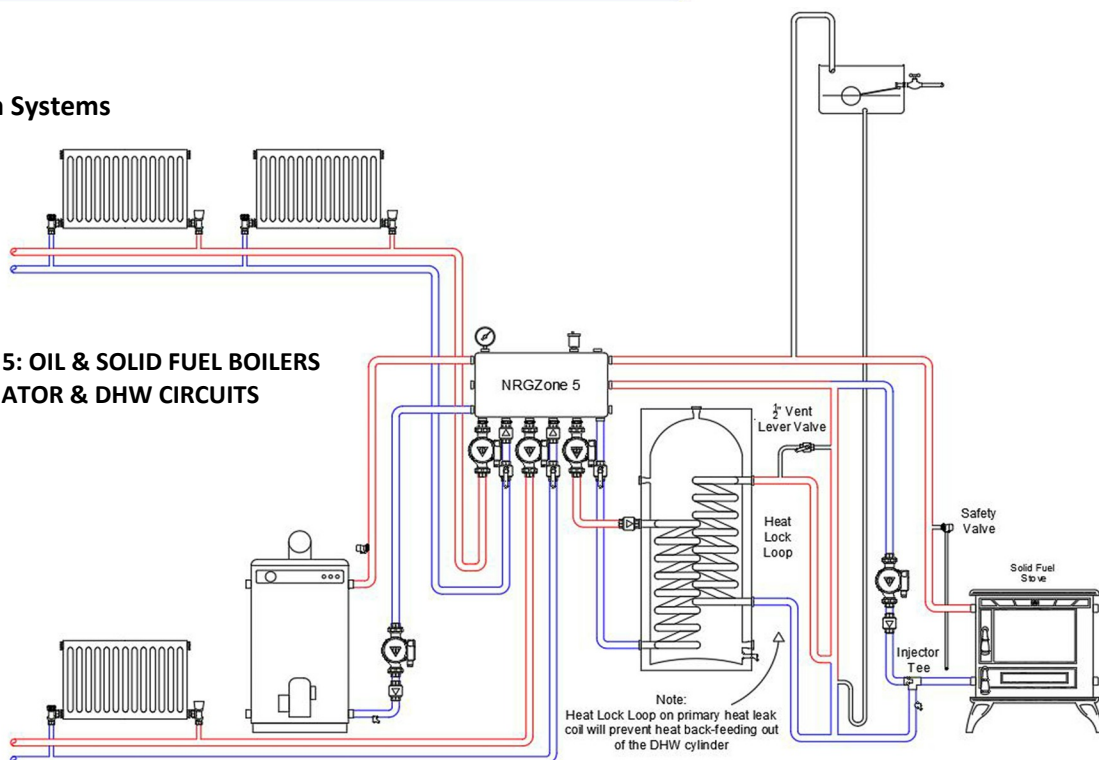 n Systems
5: OIL & SOLID FUEL BOILERS
ATOR & DHW CIRCUITS
NRGZone 5
½" Vent
Lever Valve
Heat
Lock
Loop
Safety
Valve
Solid Fuel
Stove
Injector
Tee
Note:
Heat Lock Loop on primary heat leak
coil will prevent heat back-feeding out
of the DHW cylinder